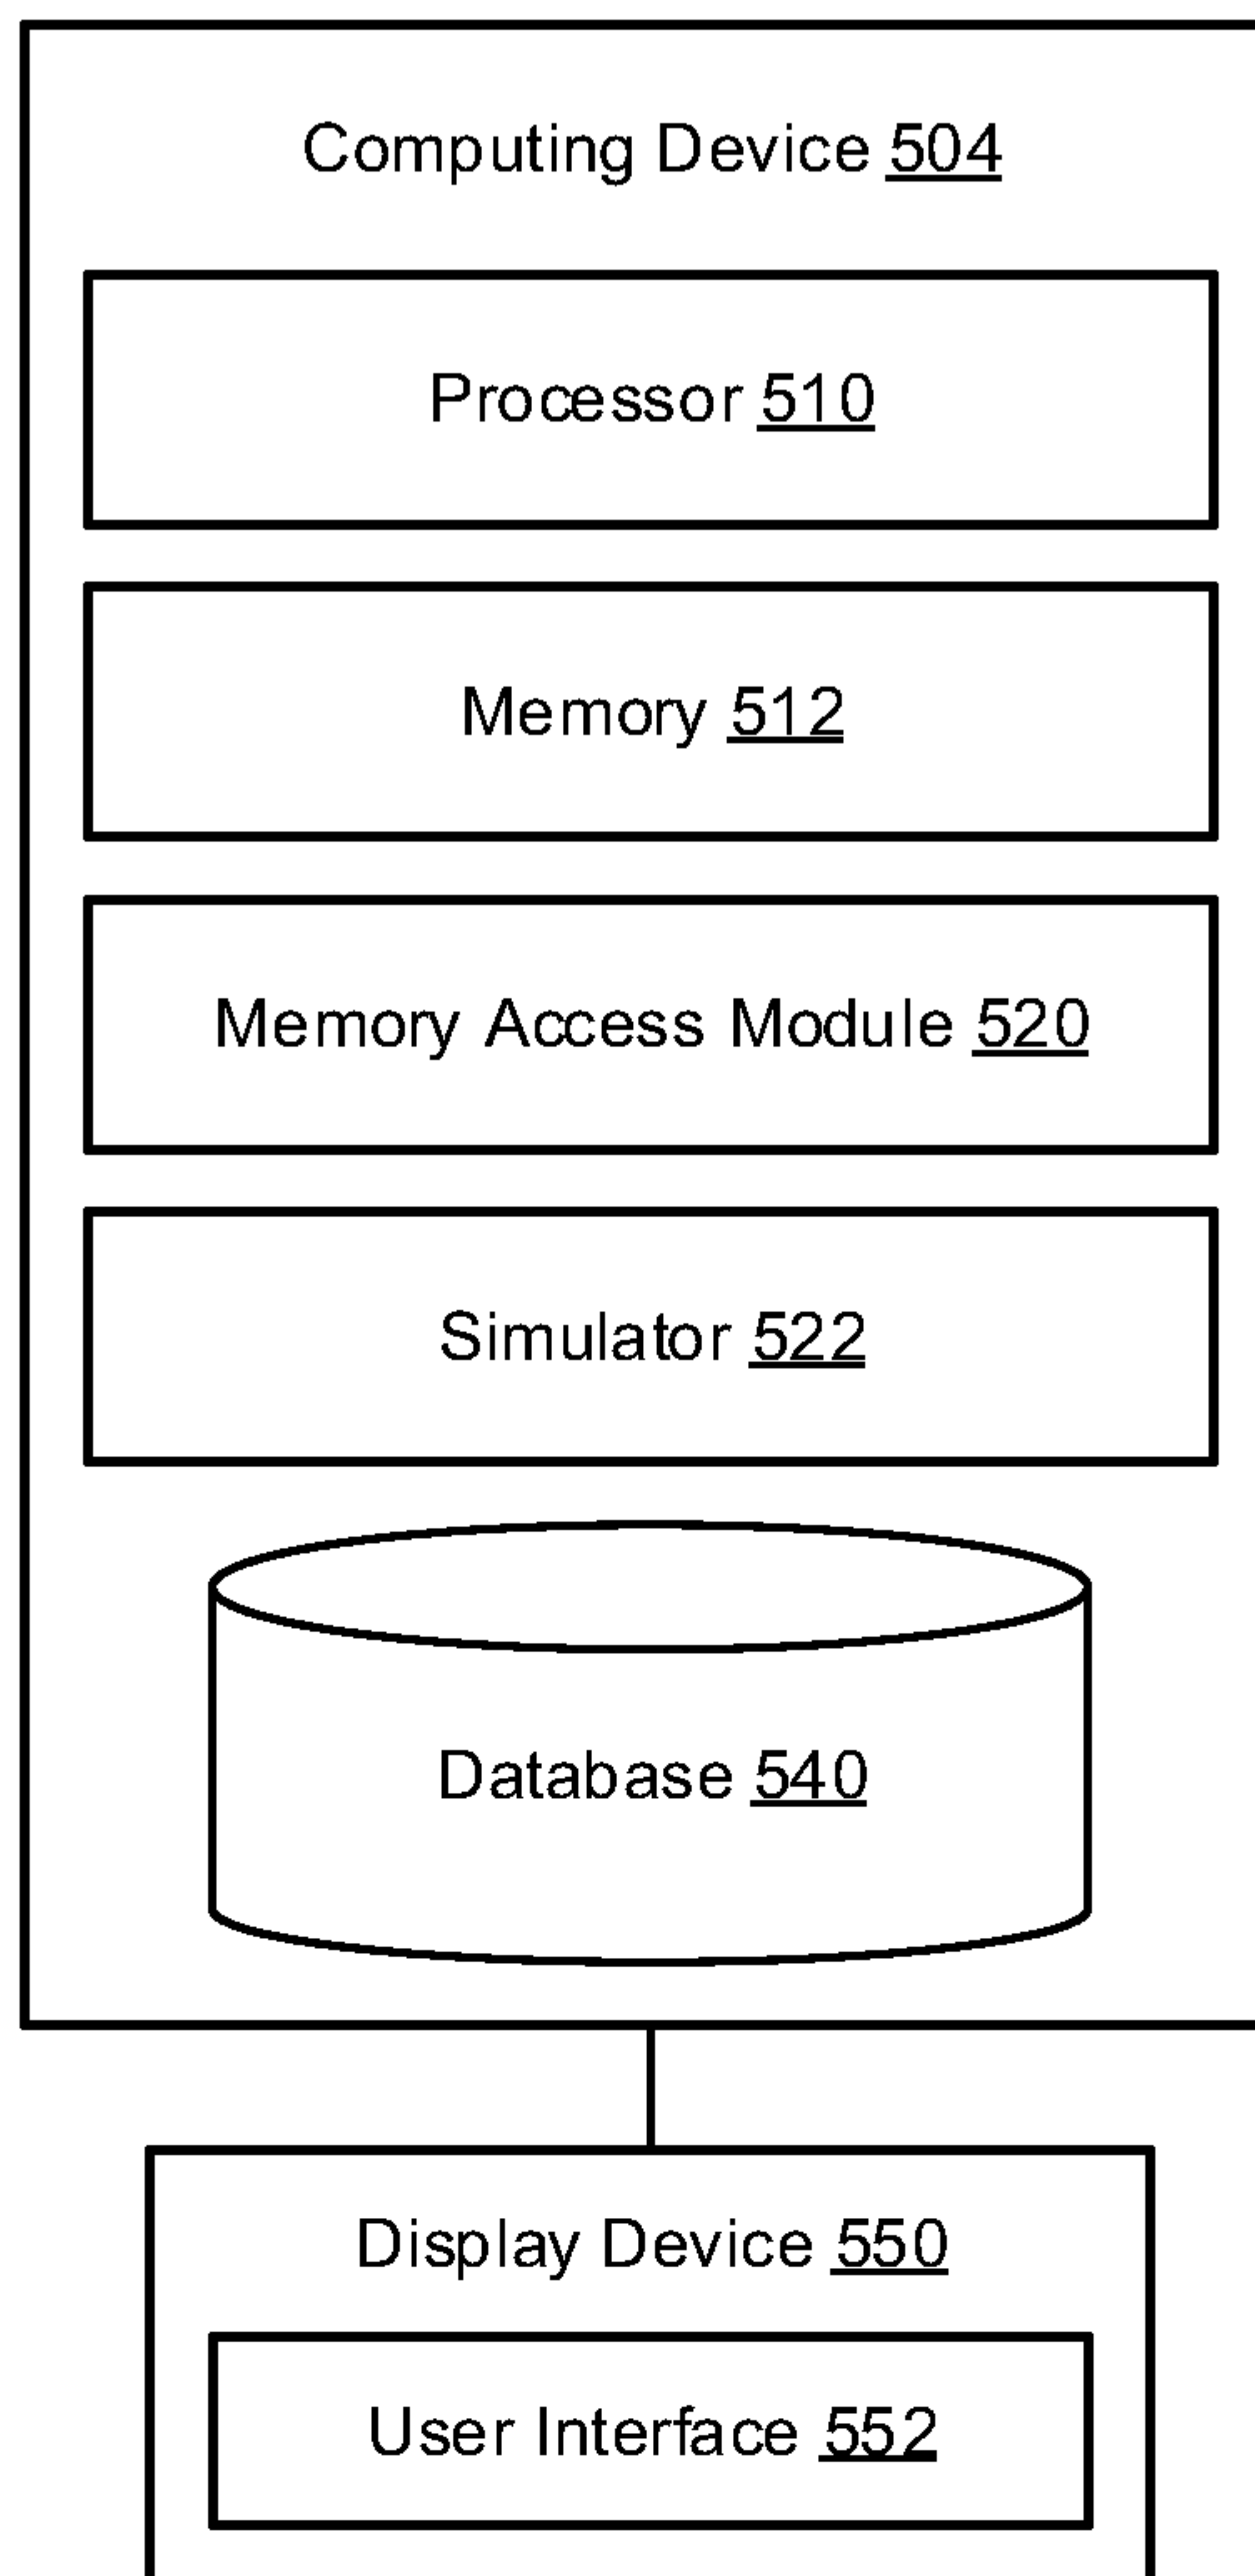 Computing Device 504
Processor 510
Memory 512
Memory Access Module 520
Simulator 522
Database 540
Display Device 550
User Interface 552